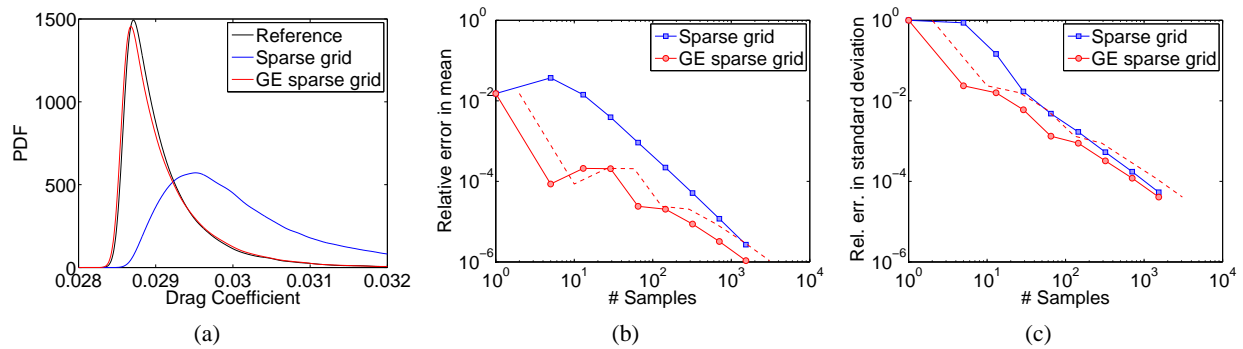 1500
1000
500
0
PDF
Reference
Sparse grid
GE sparse grid
0.028 0.029 0.03 0.031 0.032
Drag Coefficient
(a)
10^-2
10^-4
10^-6
Relative error in mean
Sparse grid
GE sparse grid
10^0 10^1 10^2 10^3 10^4
# Samples
(b)
10^0
10^-2
10^-4
10^-6
Rel. err. in standard deviation
Sparse grid
GE sparse grid
10^0 10^1 10^2 10^3 10^4
# Samples
(c)